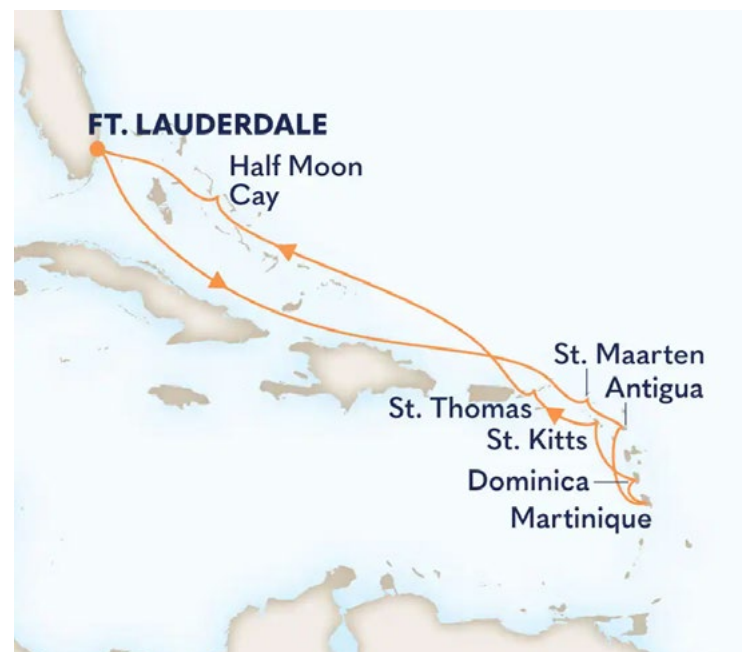 FT. LAUDERDALE
Half Moon
Cay
St. Maarten
Antigua
St. Thomas
St. Kitts
Dominica
Martinique